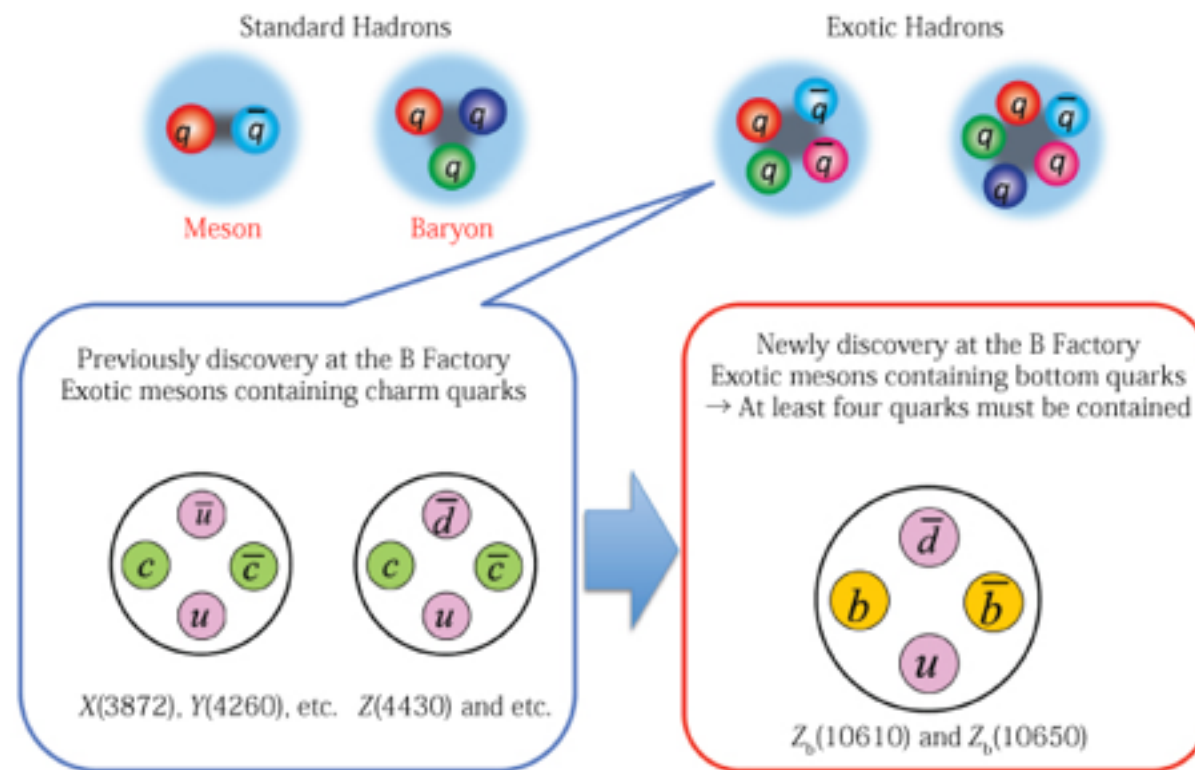 Standard Hadrons
Exotic Hadrons
q q̅
q q q
q q̅ q q̅
q q̅ q q q
Meson
Baryon
Previously discovery at the B Factory
Exotic mesons containing charm quarks
u̅
c c̅
u
d̅
c c̅
u
X(3872), Y(4260), etc.
Z(4430) and etc.
Newly discovery at the B Factory
Exotic mesons containing bottom quarks
→ At least four quarks must be contained
d̅
b b̅
u
Z_b(10610) and Z_b(10650)